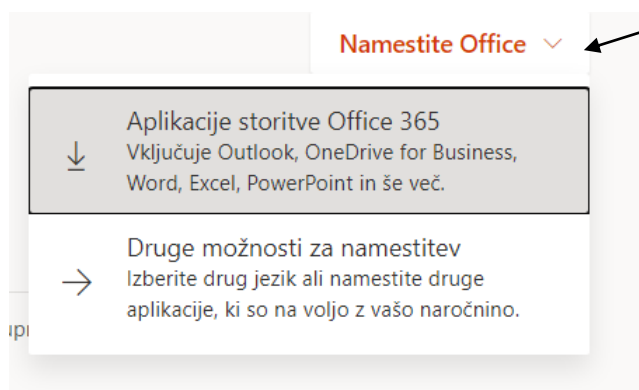 Namestite Office
Aplikacije storitve Office 365
Vključuje Outlook, OneDrive for Business,
Word, Excel, PowerPoint in še več.
Druge možnosti za namestitev
Izberite drug jezik ali namestite druge
aplikacije, ki so na voljo z vašo naročnino.